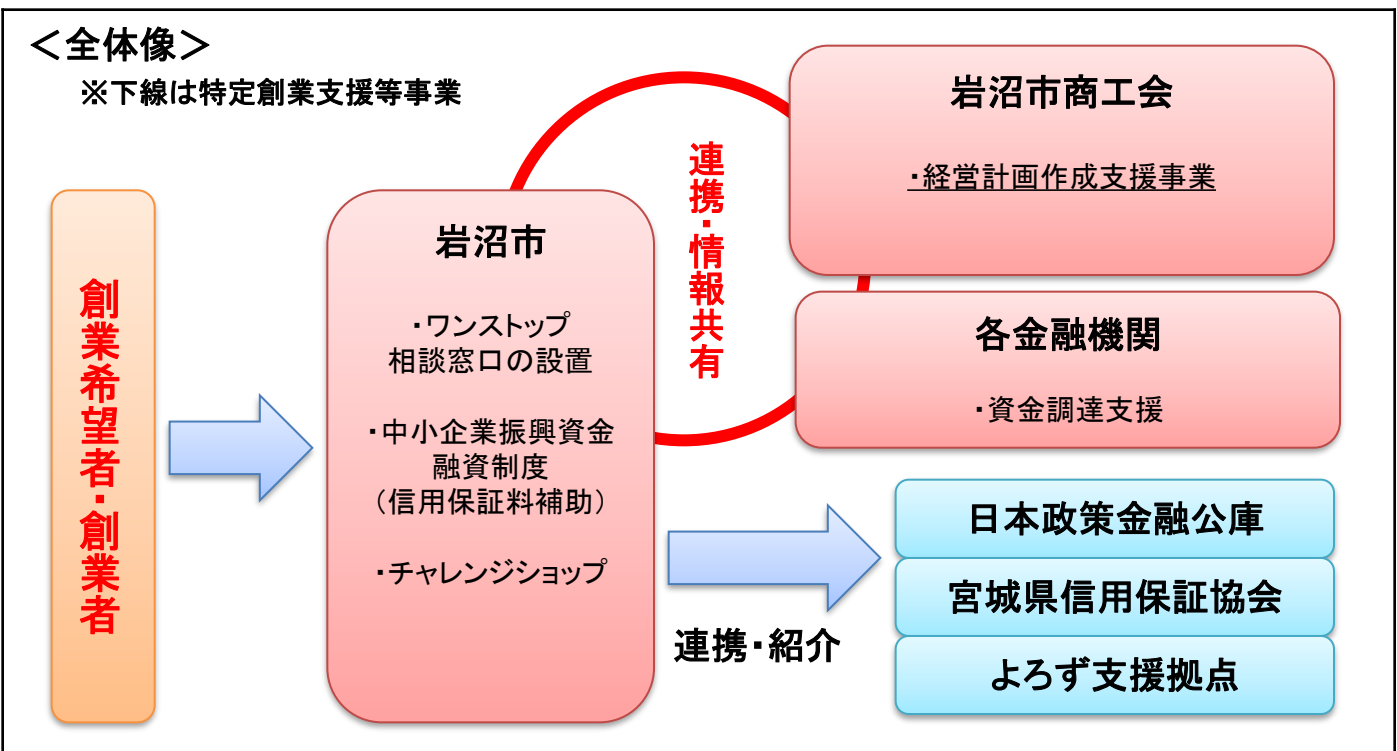 ＜全体像＞
※下線は特定創業支援等事業
創業希望者・創業者
岩沼市
・ワンストップ
相談窓口の設置
・中小企業振興資金
融資制度
（信用保証料補助）
・チャレンジショップ
連携・情報共有
岩沼市商工会
・経営計画作成支援事業
各金融機関
・資金調達支援
連携・紹介
日本政策金融公庫
宮城県信用保証協会
よろず支援拠点